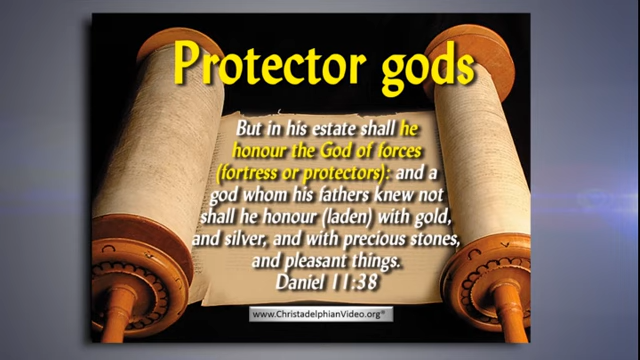 Protector gods
But in his estate shall he
honour the God of forces
(fortress or protectors): and a
god whom his fathers knew not
shall he honour (laden) with gold,
and silver, and with precious stones,
and pleasant things.
Daniel 11:38
www.ChristadelphianVideo.org®